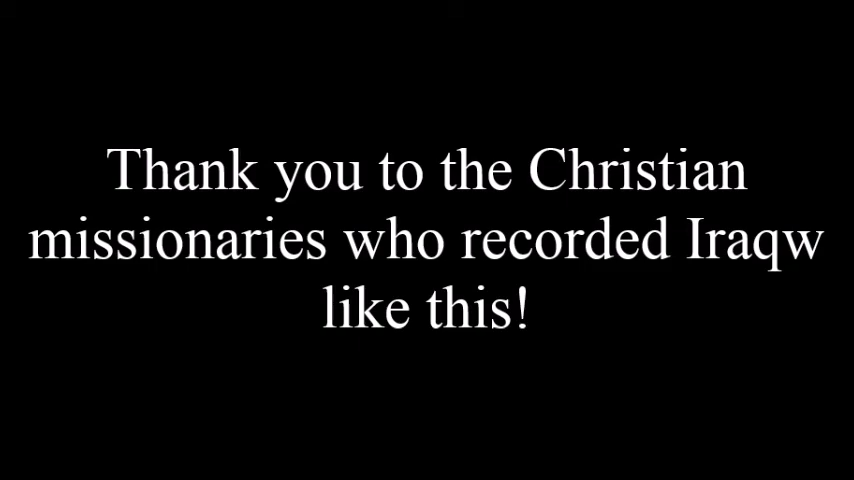 Thank you to the Christian
missionaries who recorded Iraqw
like this!